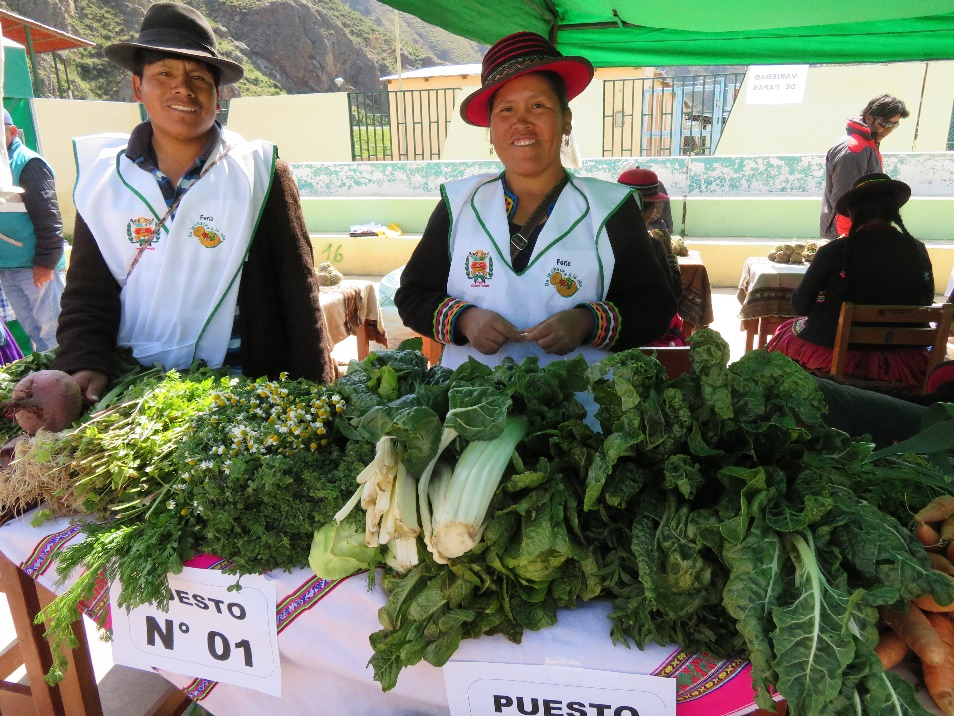 VARIEDAD
DE PAPAS
Feria
Feria
16
PUESTO
N° 01
PUESTO